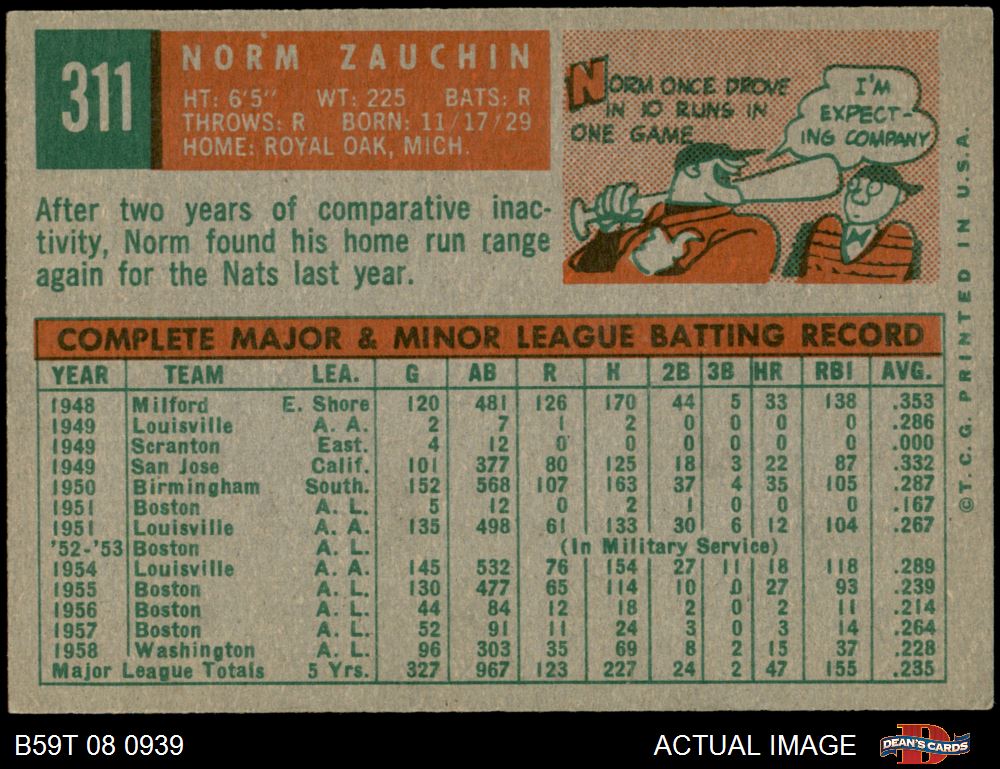 311
NORM ZAUCHIN
HT: 6'5" WT: 225 BATS: R
THROWS: R BORN: 11/17/29
HOME: ROYAL OAK, MICH.
NORM ONCE DROVE
IN 10 RUNS IN
ONE GAME
I'M
EXPECT-
ING COMPANY
After two years of comparative inac-
tivity, Norm found his home run range
again for the Nats last year.
COMPLETE MAJOR & MINOR LEAGUE BATTING RECORD
YEAR TEAM LEA. G AB R H 2B 3B HR RBI AVG.
1948 Milford E. Shore 120 481 126 170 44 5 33 138 .353
1949 Louisville A. A. 2 7 1 2 0 0 0 0 .286
1949 Scranton East. 4 12 0 0 0 0 0 0 .000
1949 San Jose Calif. 101 377 80 125 18 3 22 87 .332
1950 Birmingham South. 152 568 107 163 37 4 35 105 .287
1951 Boston A. L. 5 12 0 2 1 0 0 0 .167
1951 Louisville A. A. 135 498 61 133 30 6 12 104 .267
'52-'53 Boston A. L. (In Military Service)
1954 Louisville A. A. 145 532 76 154 27 11 18 118 .289
1955 Boston A. L. 130 477 65 114 10 0 27 93 .239
1956 Boston A. L. 44 84 12 18 2 0 2 11 .214
1957 Boston A. L. 52 91 11 24 3 0 3 14 .264
1958 Washington A. L. 96 303 35 69 8 2 15 37 .228
Major League Totals 5 Yrs. 327 967 123 227 24 2 47 155 .235
© T. C. G. PRINTED IN U.S.A.
B59T 08 0939
ACTUAL IMAGE
DEAN'S CARDS